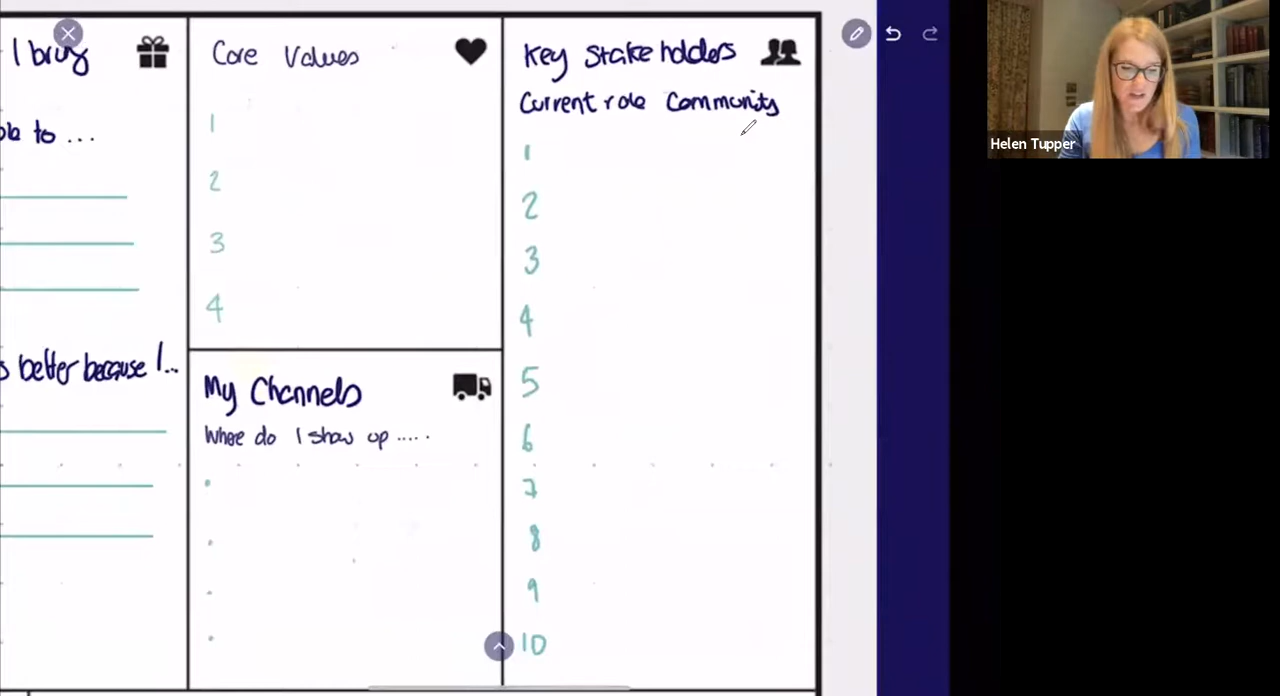 I bring
ble to ...
s better because I...
Core Values
1
2
3
4
My Channels
Where do I show up .....
Key Stakeholders
Current role Community
1
2
3
4
5
6
7
8
9
10
Helen Tupper